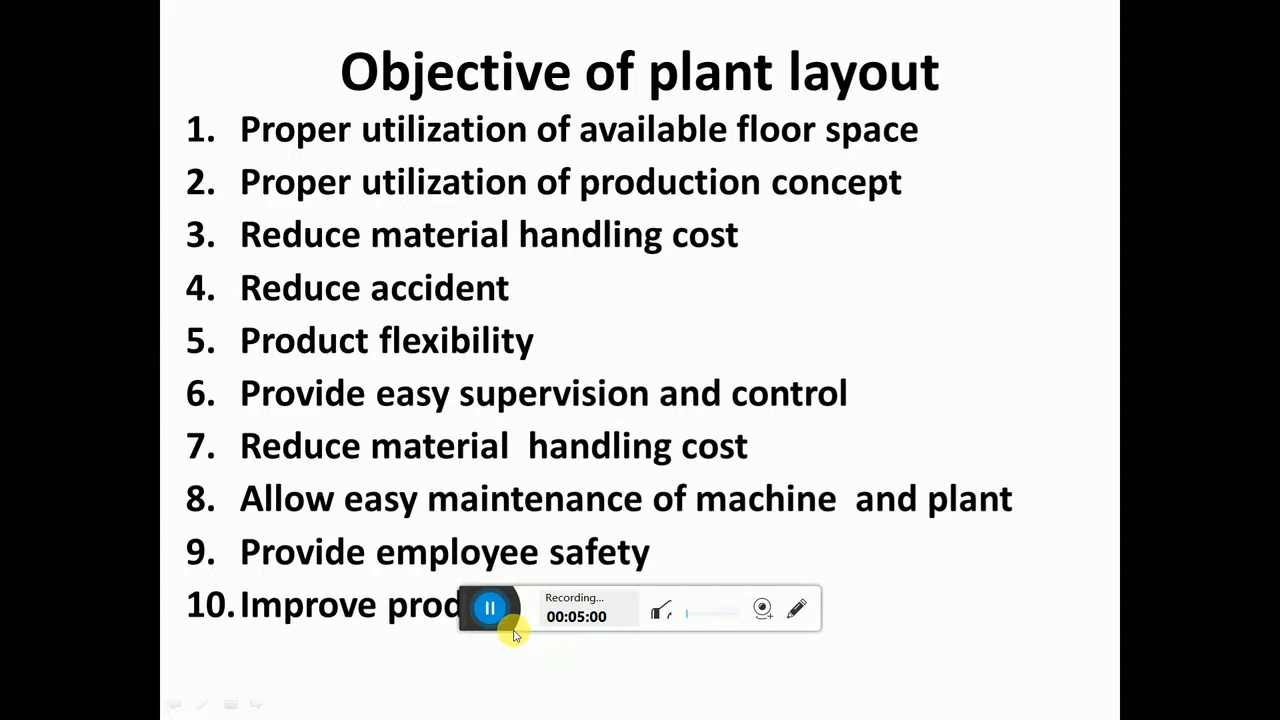 Objective of plant layout
1. Proper utilization of available floor space
2. Proper utilization of production concept
3. Reduce material handling cost
4. Reduce accident
5. Product flexibility
6. Provide easy supervision and control
7. Reduce material  handling cost
8. Allow easy maintenance of machine  and plant
9. Provide employee safety
10. Improve
Recording...
00:05:00